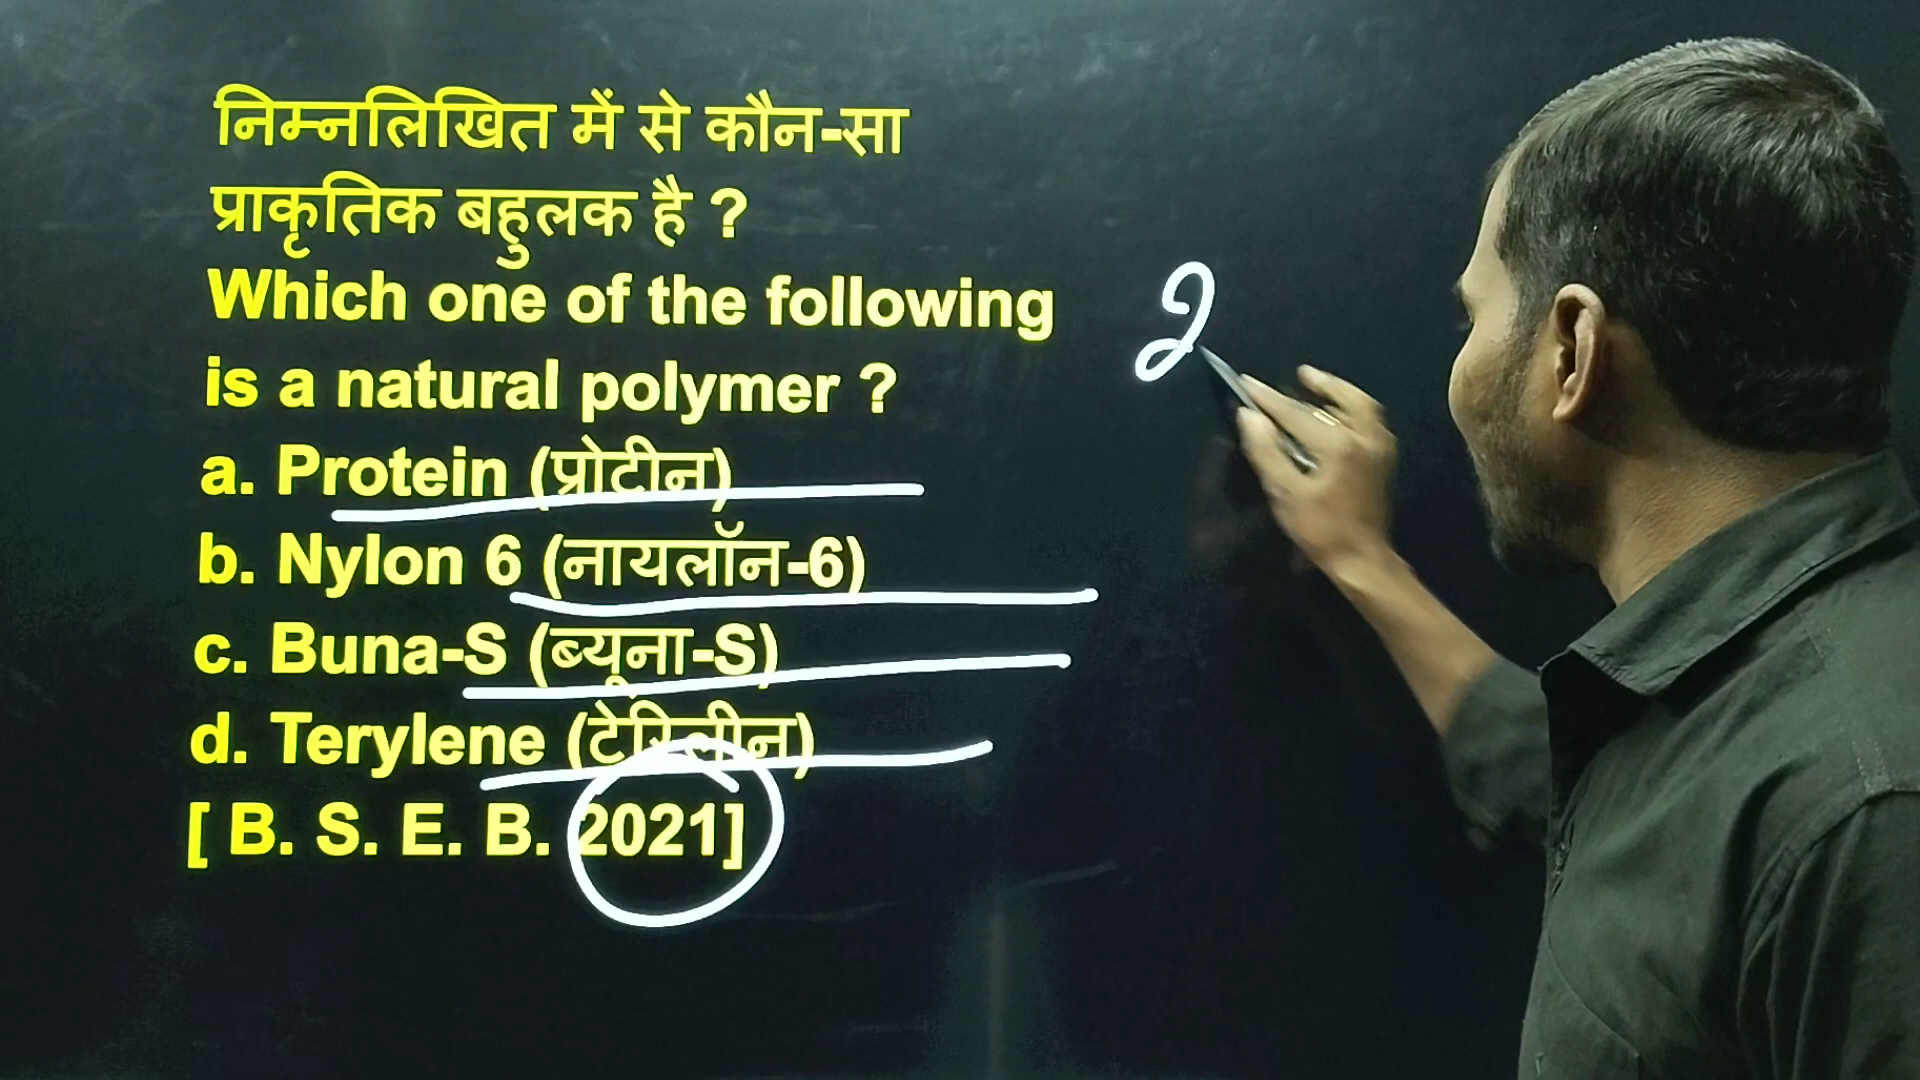 निम्नलिखित में से कौन-सा
प्राकृतिक बहुलक है ?
Which one of the following
is a natural polymer ?
a. Protein (प्रोटीन)
b. Nylon 6 (नायलॉन-6)
c. Buna-S (ब्यूना-S)
d. Terylene (टेरिलीन)
[ B. S. E. B. 2021]
2